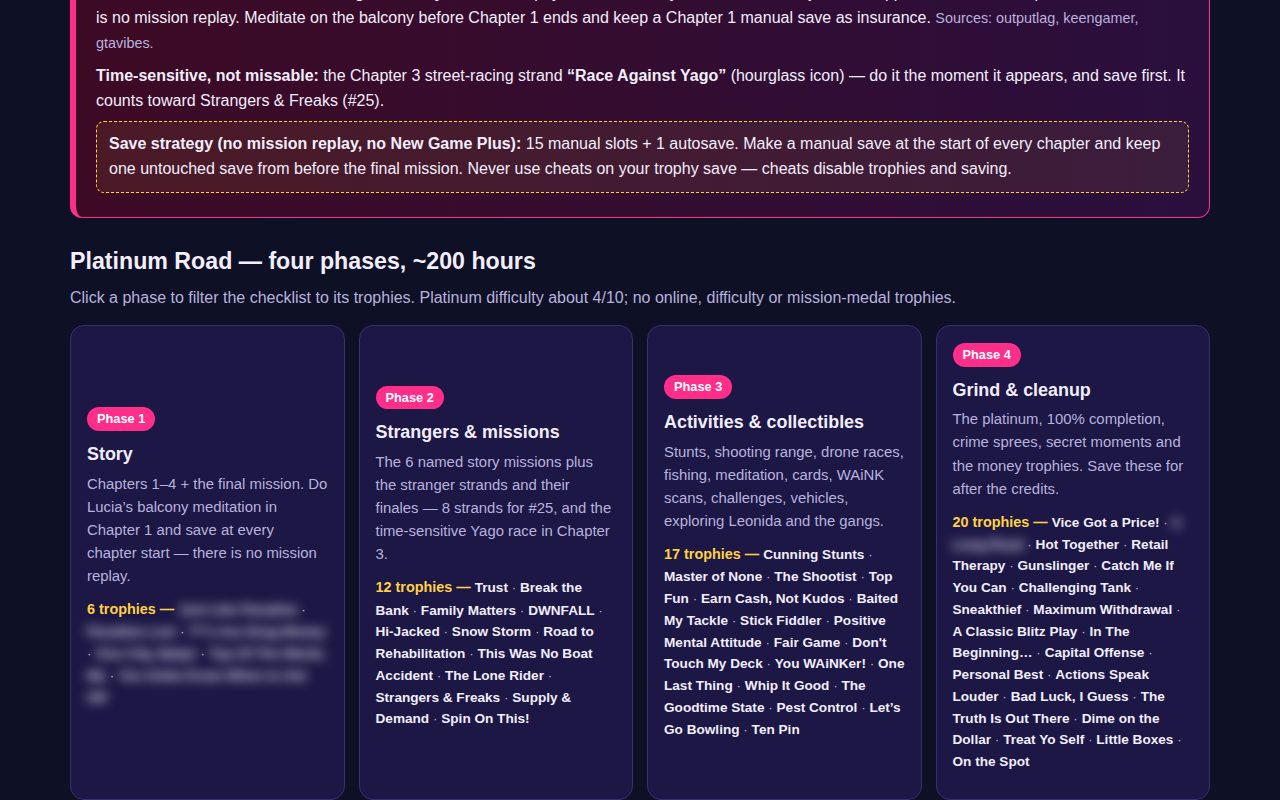 is no mission replay. Meditate on the balcony before Chapter 1 ends and keep a Chapter 1 manual save as insurance. Sources: outputlag, keengamer,
gtavibes.
Time-sensitive, not missable: the Chapter 3 street-racing strand “Race Against Yago” (hourglass icon) — do it the moment it appears, and save first. It
counts toward Strangers & Freaks (#25).
Save strategy (no mission replay, no New Game Plus): 15 manual slots + 1 autosave. Make a manual save at the start of every chapter and keep
one untouched save from before the final mission. Never use cheats on your trophy save — cheats disable trophies and saving.
Platinum Road — four phases, ~200 hours
Click a phase to filter the checklist to its trophies. Platinum difficulty about 4/10; no online, difficulty or mission-medal trophies.
Phase 1
Story
Chapters 1–4 + the final mission. Do
Lucia’s balcony meditation in
Chapter 1 and save at every
chapter start — there is no mission
replay.
6 trophies —
Phase 2
Strangers & missions
The 6 named story missions plus
the stranger strands and their
finales — 8 strands for #25, and the
time-sensitive Yago race in Chapter
3.
12 trophies — Trust · Break the
Bank · Family Matters · DWNFALL ·
Hi-Jacked · Snow Storm · Road to
Rehabilitation · This Was No Boat
Accident · The Lone Rider ·
Strangers & Freaks · Supply &
Demand · Spin On This!
Phase 3
Activities & collectibles
Stunts, shooting range, drone races,
fishing, meditation, cards, WAiNK
scans, challenges, vehicles,
exploring Leonida and the gangs.
17 trophies — Cunning Stunts ·
Master of None · The Shootist · Top
Fun · Earn Cash, Not Kudos · Baited
My Tackle · Stick Fiddler · Positive
Mental Attitude · Fair Game · Don't
Touch My Deck · You WAiNKer! · One
Last Thing · Whip It Good · The
Goodtime State · Pest Control · Let’s
Go Bowling · Ten Pin
Phase 4
Grind & cleanup
The platinum, 100% completion,
crime sprees, secret moments and
the money trophies. Save these for
after the credits.
20 trophies — Vice Got a Price! ·
· Hot Together · Retail
Therapy · Gunslinger · Catch Me If
You Can · Challenging Tank ·
Sneakthief · Maximum Withdrawal ·
A Classic Blitz Play · In The
Beginning… · Capital Offense ·
Personal Best · Actions Speak
Louder · Bad Luck, I Guess · The
Truth Is Out There · Dime on the
Dollar · Treat Yo Self · Little Boxes ·
On the Spot